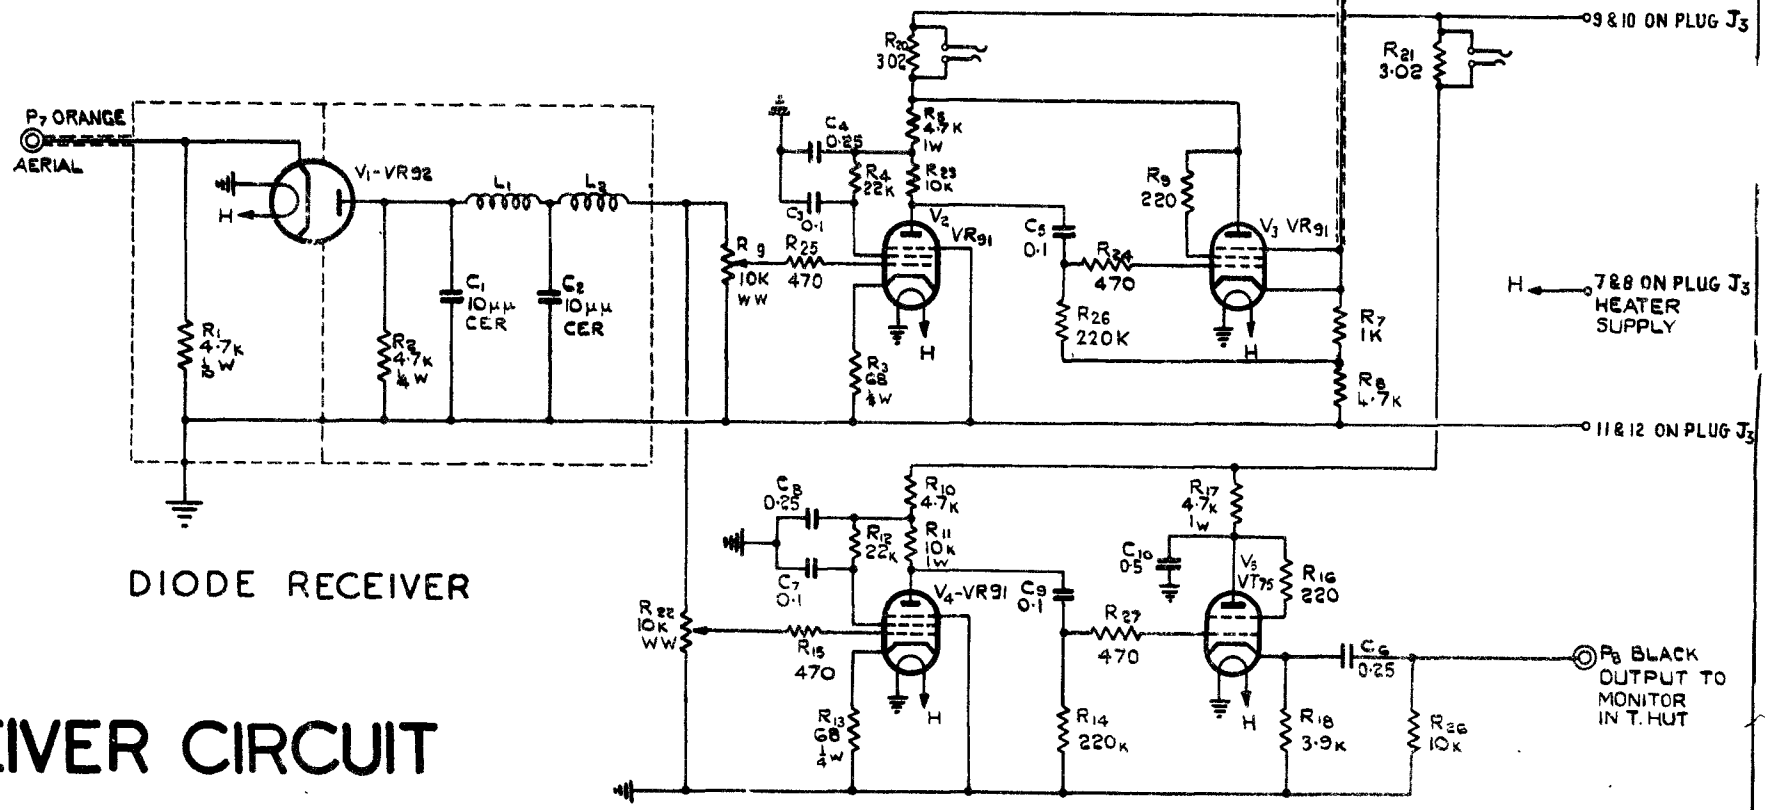 9 & 10 ON PLUG J3
R20
302
R21
3.02
P7 ORANGE
AERIAL
V1-VR92
H
L1
L2
C4
0.25
R5
4.7K
1W
R4
22K
R23
10K
C3
0.1
V2
VR91
R9
220
V3 VR91
C5
0.1
R9
10K
WW
R25
470
R24
470
C1
10µµ
CER
C2
10µµ
CER
H
7&8 ON PLUG J3
HEATER
SUPPLY
R1
4.7K
½W
R2
4.7K
¼W
R26
220K
R7
1K
H
H
R3
68
¼W
R8
4.7K
11 & 12 ON PLUG J3
DIODE RECEIVER
C8
0.25
R10
4.7K
R17
4.7K
1W
R12
22K
R11
10K
1W
C10
0.5
V5
VT75
R16
220
C7
0.1
V4-VR91
C9
0.1
R22
10K
WW
R15
470
R27
470
C6
0.25
P8 BLACK
OUTPUT TO
MONITOR
IN T. HUT
H
H
R13
68
¼W
R14
220K
R18
3.9K
R26
10K
EIVER CIRCUIT